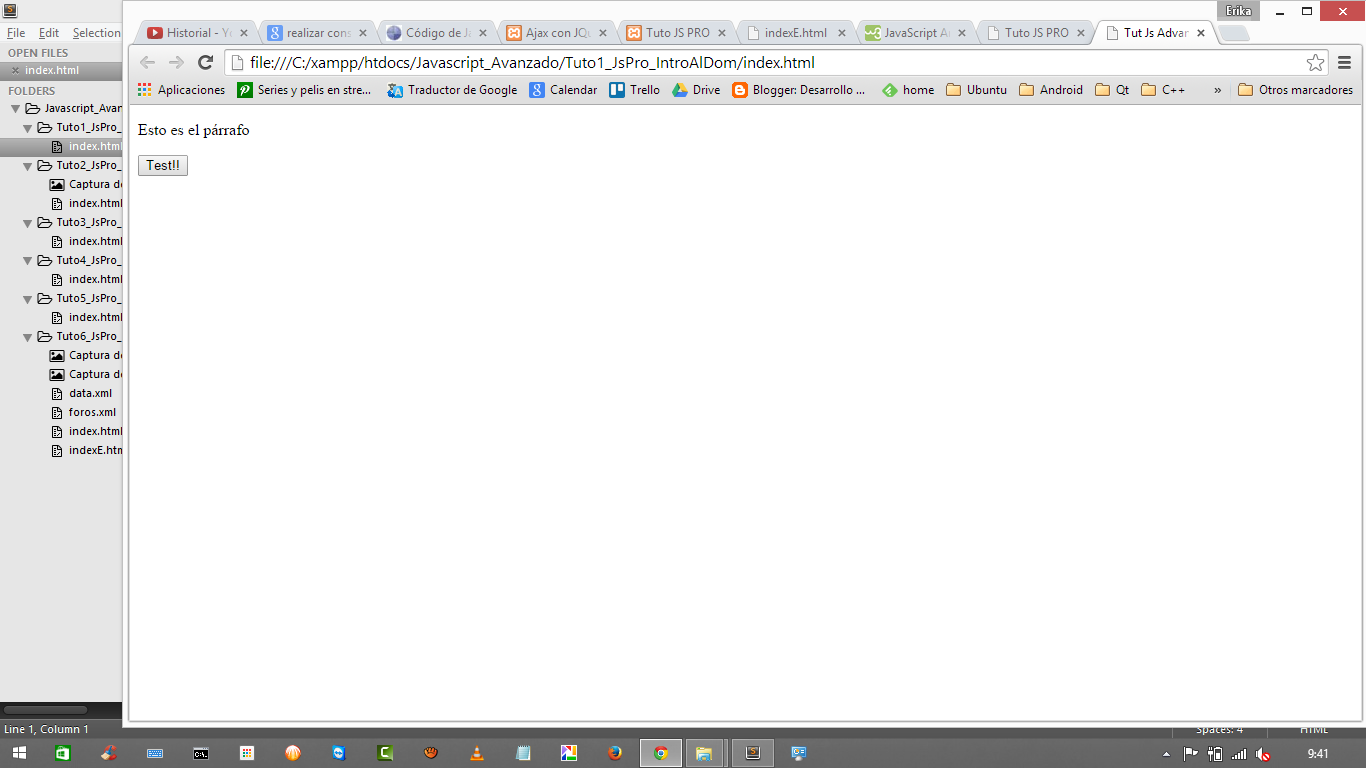 Erika
File Edit Selection
OPEN FILES
index.html
FOLDERS
Javascript_Avan
Tuto1_JsPro_
index.html
Tuto2_JsPro_
Captura de
index.html
Tuto3_JsPro_
index.html
Tuto4_JsPro_
index.html
Tuto5_JsPro_
index.html
Tuto6_JsPro_
Captura de
Captura de
data.xml
foros.xml
index.html
indexE.htm
Line 1, Column 1
Historial - Yo
realizar cons
Código de Je
Ajax con JQu
Tuto JS PRO
indexE.html
JavaScript A
Tuto JS PRO
Tut Js Advan
file:///C:/xampp/htdocs/Javascript_Avanzado/Tuto1_JsPro_IntroAlDom/index.html
Aplicaciones
Series y pelis en stre...
Traductor de Google
Calendar
Trello
Drive
Blogger: Desarrollo ...
home
Ubuntu
Android
Qt
C++
»
Otros marcadores
Esto es el párrafo
Test!!
Spaces: 4
HTML
9:41